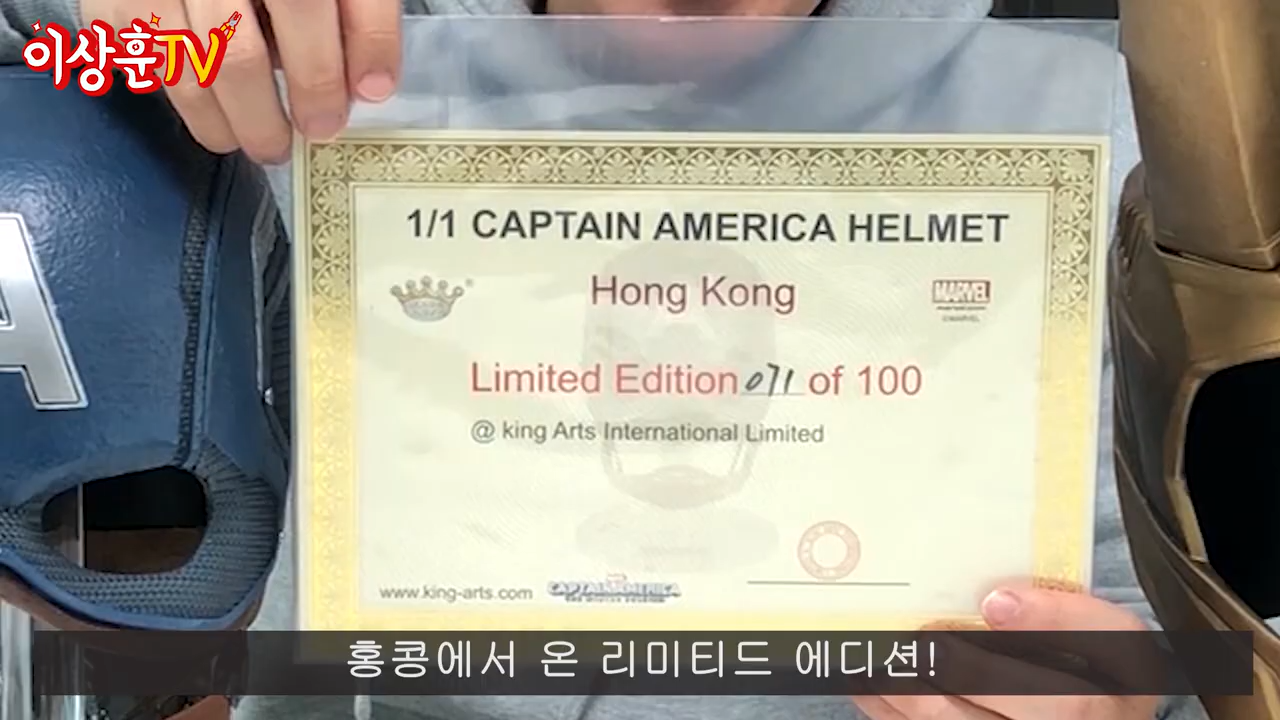 이상훈TV
1/1 CAPTAIN AMERICA HELMET
Hong Kong
MARVEL
Limited Edition 071 of 100
@ king Arts International Limited
www.king-arts.com
CAPTAIN AMERICA
A
홍콩에서 온 리미티드 에디션!